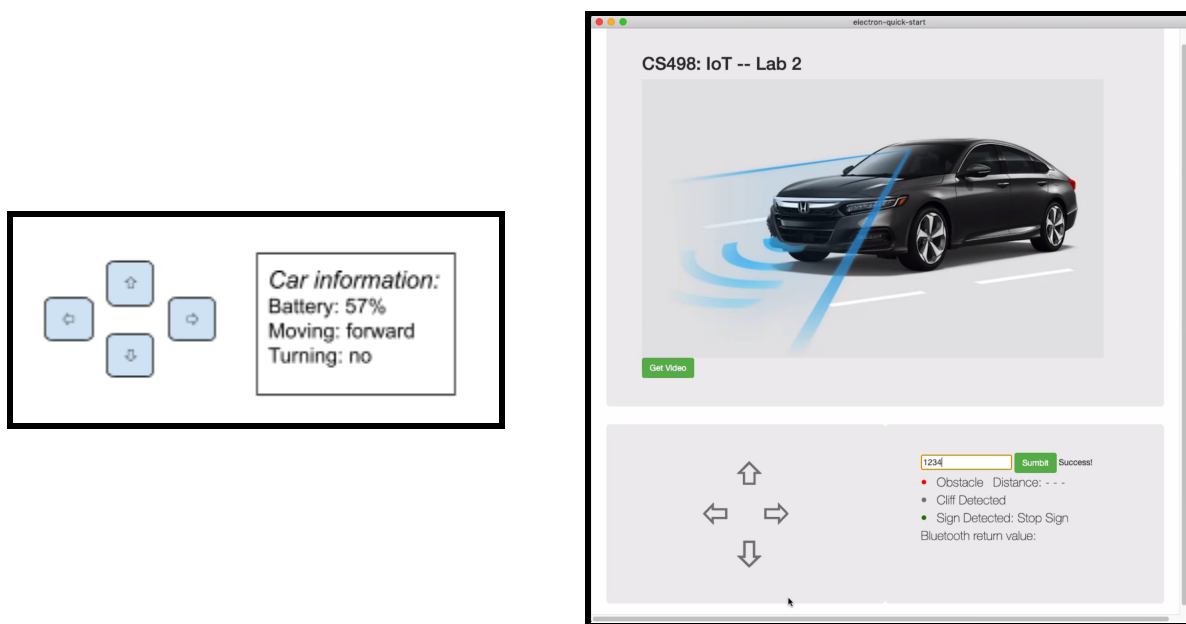 Car information:
Battery: 57%
Moving: forward
Turning: no
electron-quick-start
CS498: IoT -- Lab 2
Get Video
1234 Sumbit Success!
Obstacle Distance: - - -
Cliff Detected
Sign Detected: Stop Sign
Bluetooth return value: